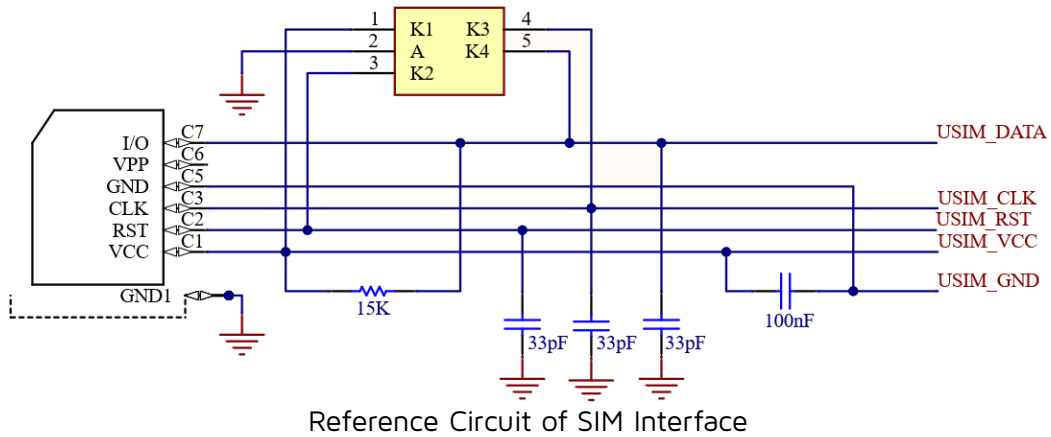 1 K1 K3 4
2 A K4 5
3 K2
I/O C7 USIM_DATA
VPP C6
GND C5
CLK C3 USIM_CLK
RST C2 USIM_RST
VCC C1 USIM_VCC
GND1 USIM_GND
15K 100nF
33pF 33pF 33pF
Reference Circuit of SIM Interface